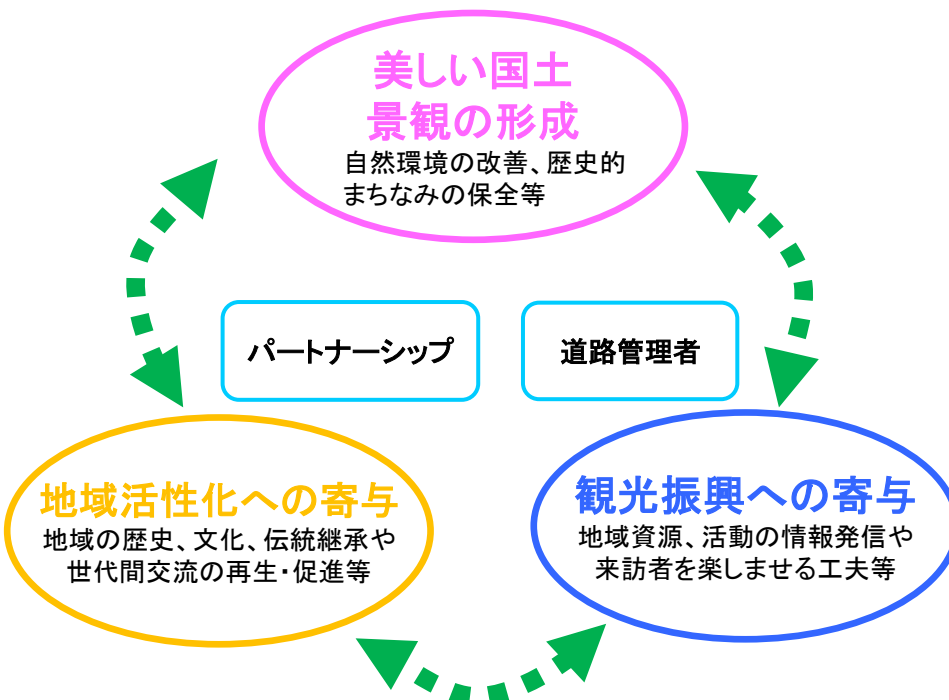 美しい国土
景観の形成
自然環境の改善、歴史的
まちなみの保全等
パートナーシップ
道路管理者
地域活性化への寄与
地域の歴史、文化、伝統継承や
世代間交流の再生・促進等
観光振興への寄与
地域資源、活動の情報発信や
来訪者を楽しませる工夫等